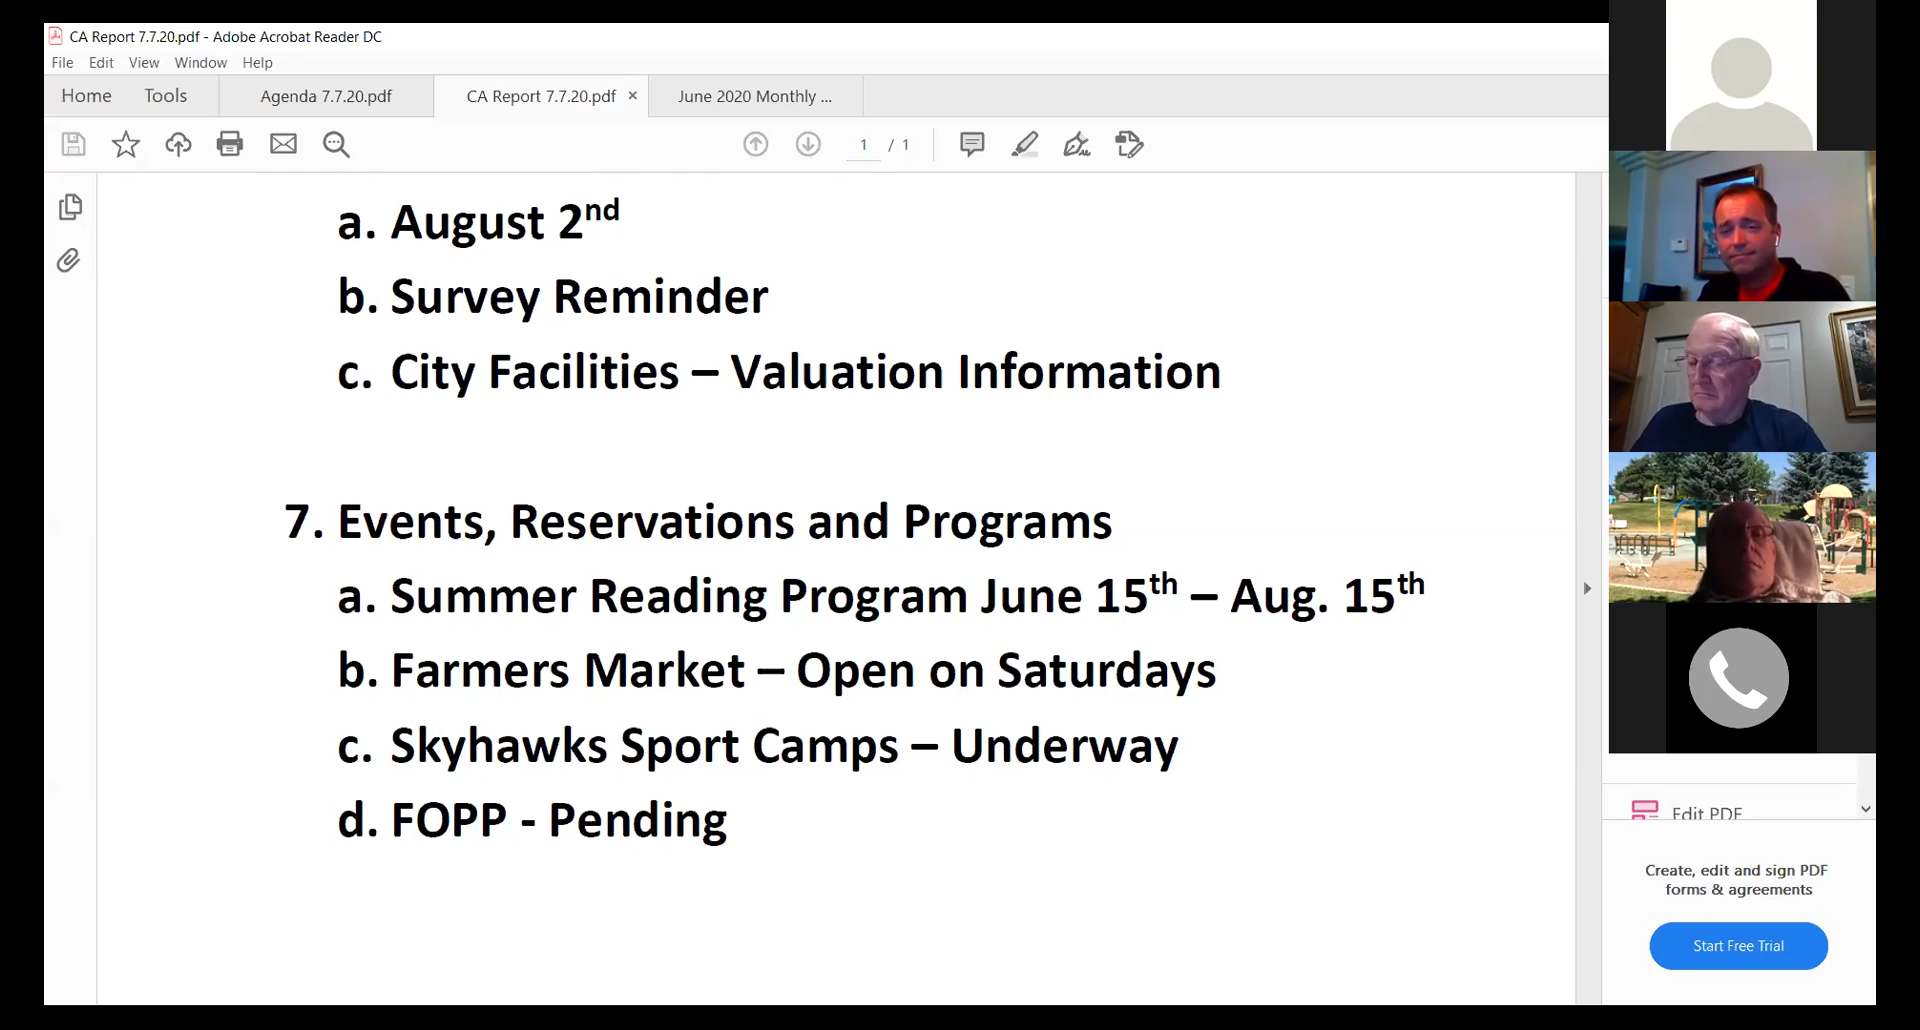 CA Report 7.7.20.pdf - Adobe Acrobat Reader DC
File Edit View Window Help
Home Tools Agenda 7.7.20.pdf CA Report 7.7.20.pdf × June 2020 Monthly ...
1 / 1
a. August 2nd
b. Survey Reminder
c. City Facilities – Valuation Information
7. Events, Reservations and Programs
a. Summer Reading Program June 15th – Aug. 15th
b. Farmers Market – Open on Saturdays
c. Skyhawks Sport Camps – Underway
d. FOPP - Pending
Edit PDF
Create, edit and sign PDF
forms & agreements
Start Free Trial